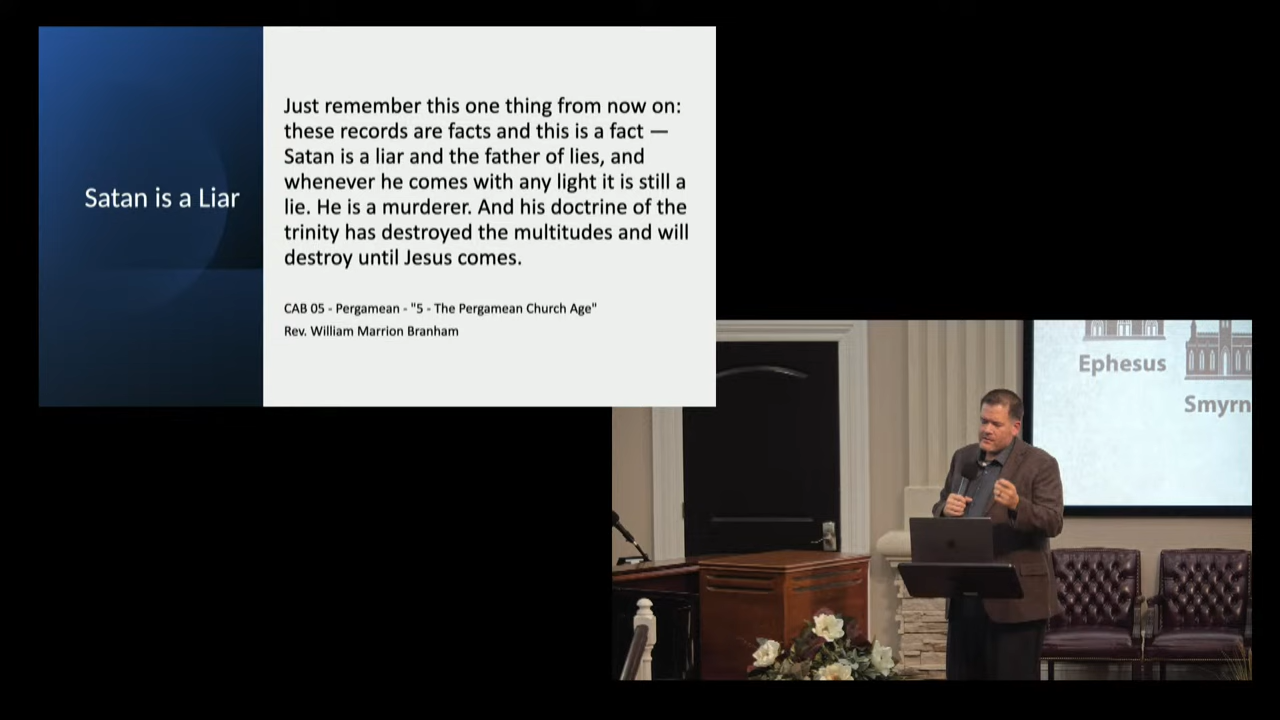 Satan is a Liar
Just remember this one thing from now on:
these records are facts and this is a fact —
Satan is a liar and the father of lies, and
whenever he comes with any light it is still a
lie. He is a murderer. And his doctrine of the
trinity has destroyed the multitudes and will
destroy until Jesus comes.
CAB 05 - Pergamean - "5 - The Pergamean Church Age"
Rev. William Marrion Branham
Ephesus
Smyrn